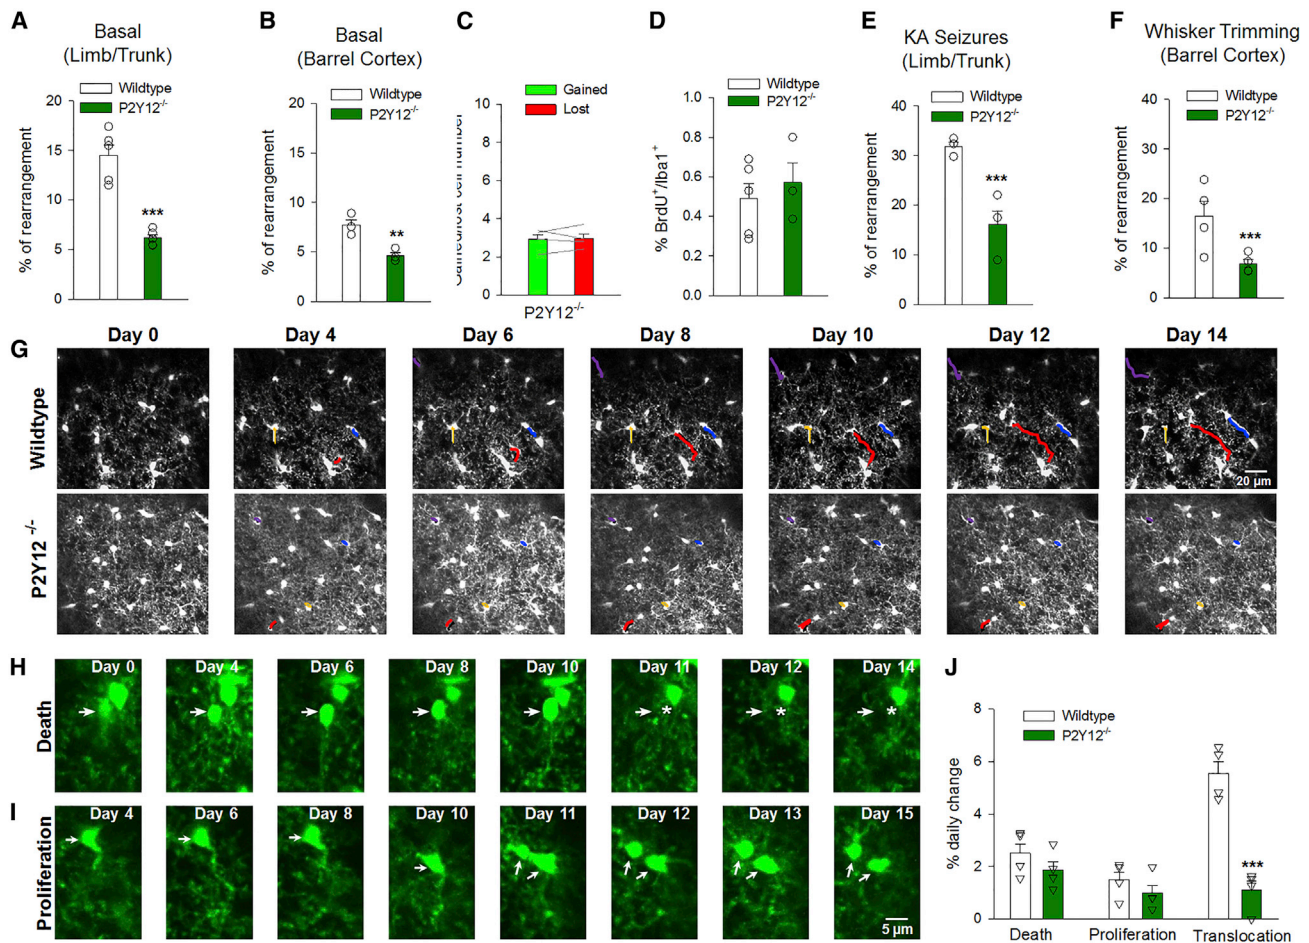 A
Basal
(Limb/Trunk)
Wildtype
P2Y12-/-
20
15
10
5
0
% of rearrangement
***
B
Basal
(Barrel Cortex)
Wildtype
P2Y12-/-
20
15
10
5
0
% of rearrangement
**
C
Gained
Lost
10
8
6
4
2
0
Gained/lost cell number
P2Y12-/-
D
Wildtype
P2Y12-/-
1.0
0.8
0.6
0.4
0.2
0.0
% BrdU+/Iba1+
E
KA Seizures
(Limb/Trunk)
Wildtype
P2Y12-/-
40
30
20
10
0
% of rearrangement
***
F
Whisker Trimming
(Barrel Cortex)
Wildtype
P2Y12-/-
40
30
20
10
0
% of rearrangement
***
G
Day 0 Day 4 Day 6 Day 8 Day 10 Day 12 Day 14
Wildtype
20 µm
P2Y12 -/-
H
Death
Day 0 Day 4 Day 6 Day 8 Day 10 Day 11 Day 12 Day 14
* * *
I
Proliferation
Day 4 Day 6 Day 8 Day 10 Day 11 Day 12 Day 13 Day 15
5 µm
J
Wildtype
P2Y12-/-
8
6
4
2
0
% daily change
***
Death Proliferation Translocation